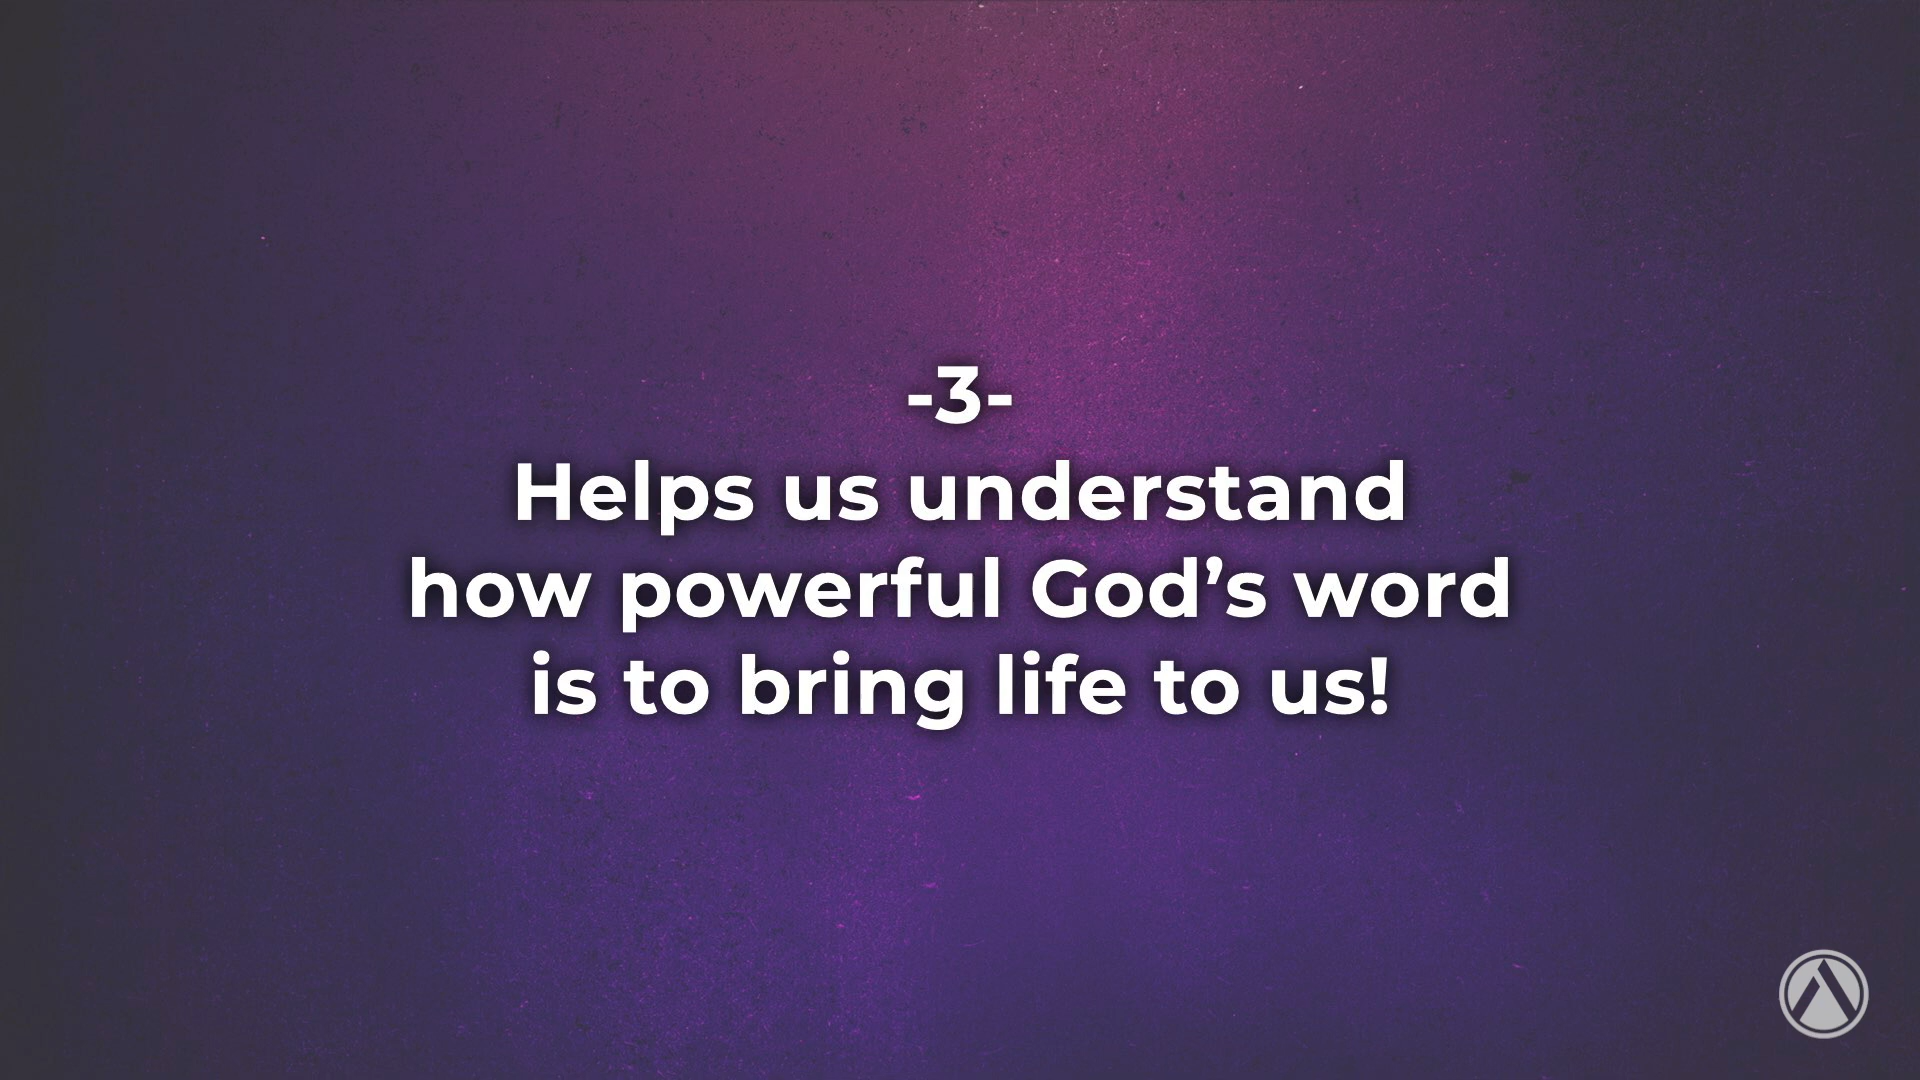 -3-
Helps us understand
how powerful God’s word
is to bring life to us!